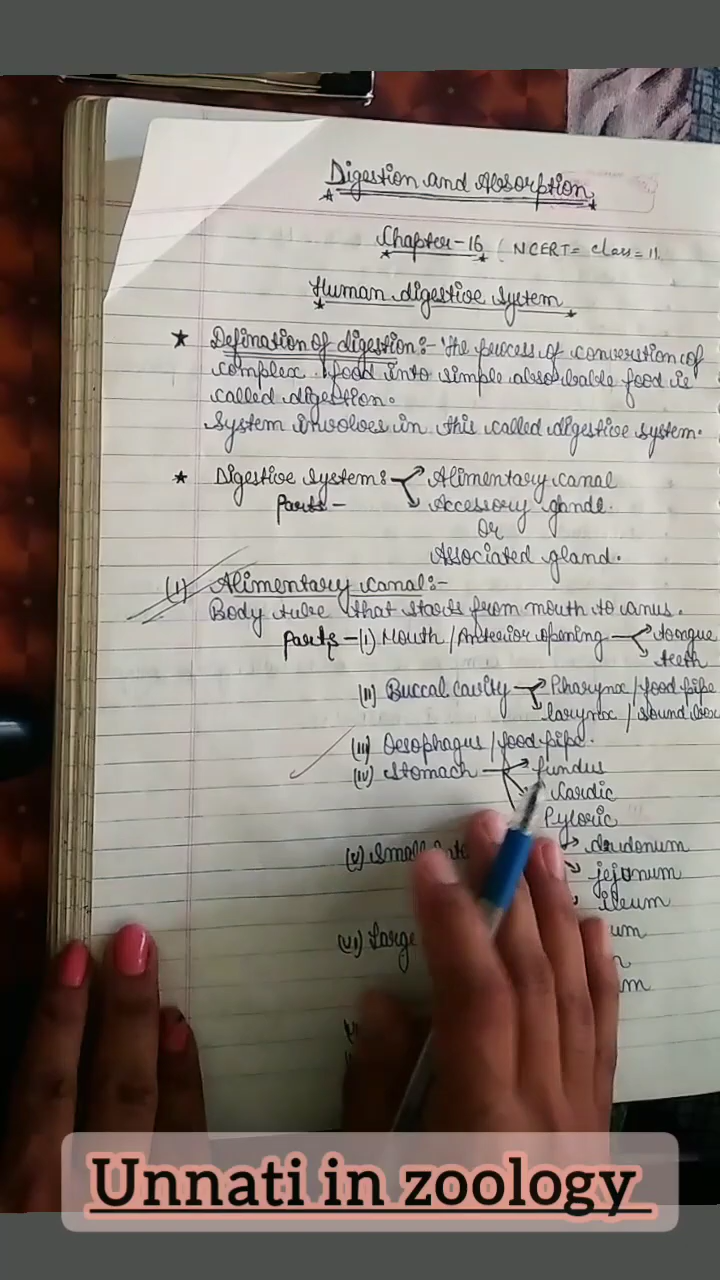 Digestion and Absorption
Chapter-16 ( NCERT= Class = 11
Human digestive System
★ Defination of digestion:- The process of converstion of
complex food into simple absorbable food is
called digestion.
System involves in this called digestive system.
★ Digestive System: Alimentary canal
Parts - Accessory glands.
Or
Associated gland.
(1) Alimentary canal:-
Body tube that starts from mouth to anus.
Parts - (I) Mouth / Anterior opening tongue
teeth
(II) Buccal cavity Pharynx / food pipe
larynx / sound box
(III) Oesophagus / food pipe.
(IV) Stomach fundus
Cardic
Pyloric
(V) Small duodonum
jejunum
ileum
(VI) Large um
m
Unnati in zoology